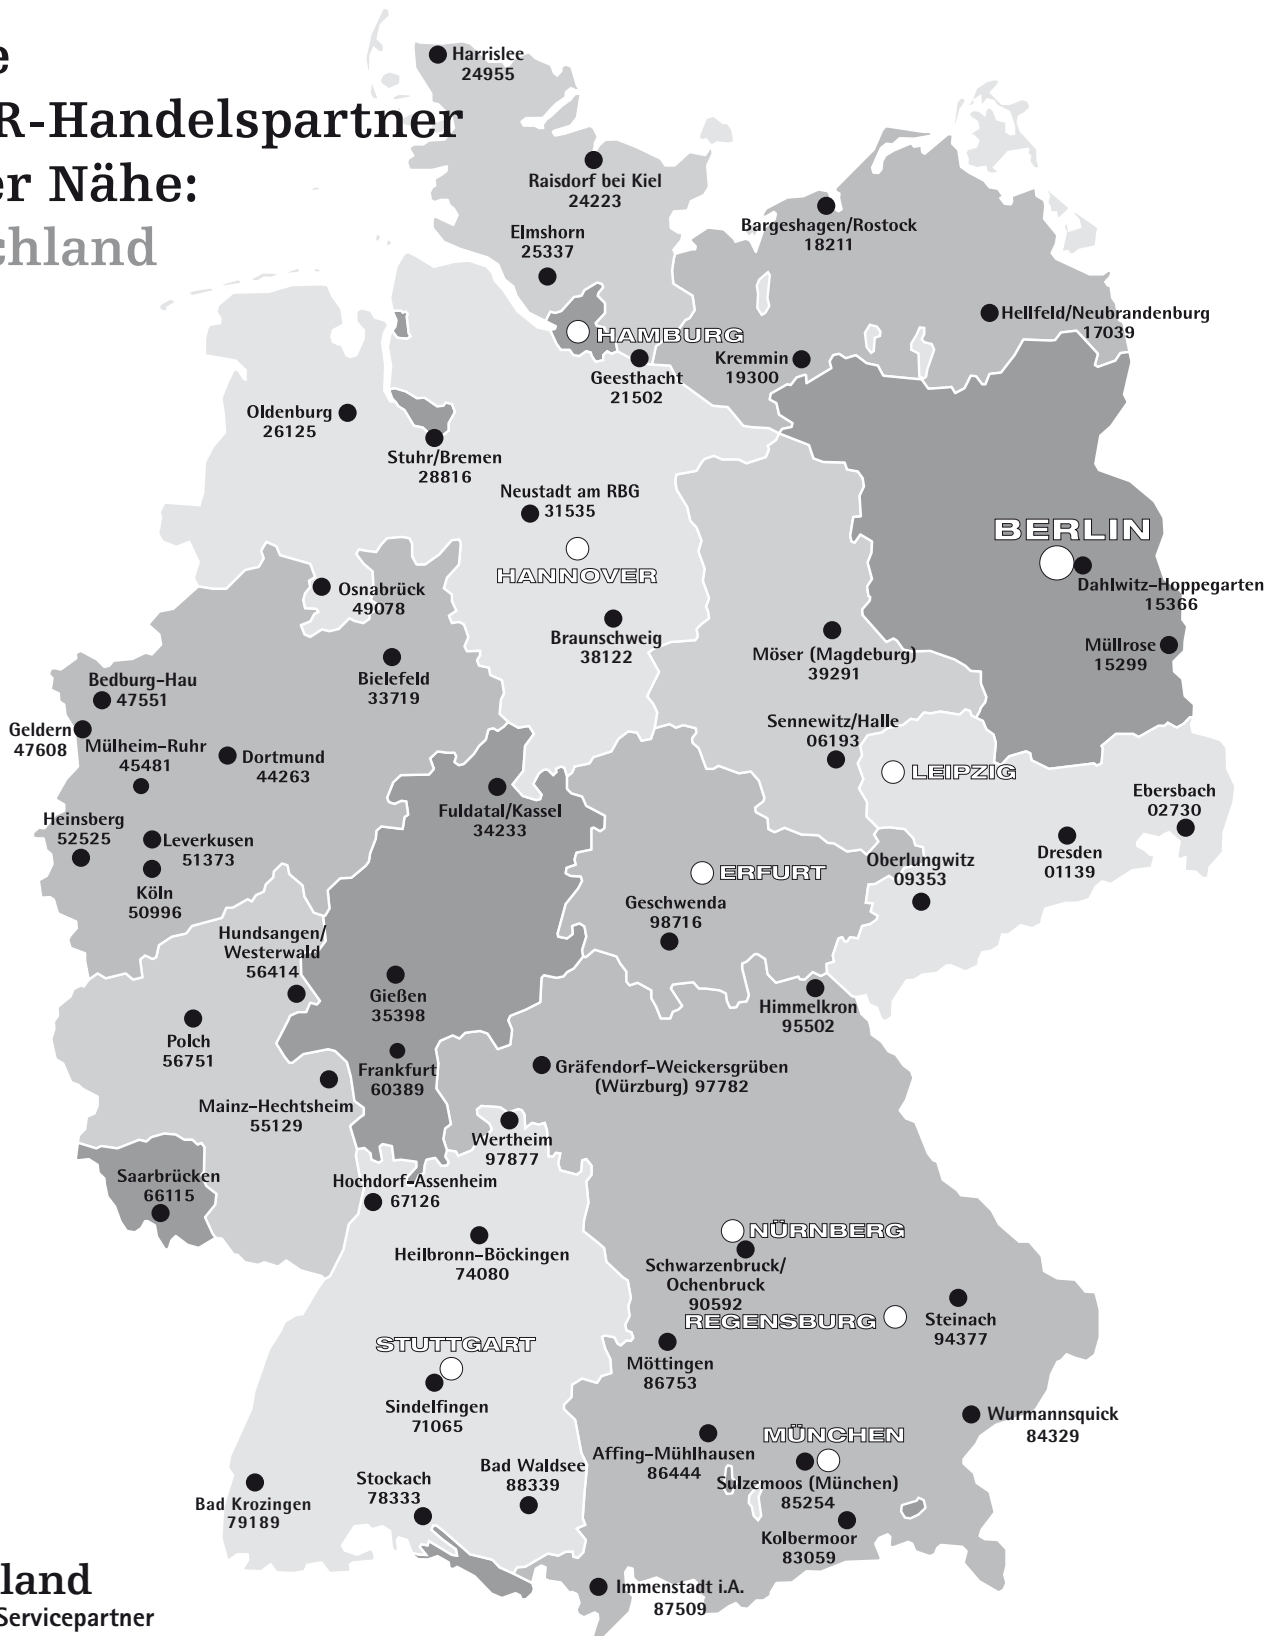 e
R-Handelspartner
er Nähe:
chland
Harrislee
24955
Raisdorf bei Kiel
24223
Elmshorn
25337
Bargeshagen/Rostock
18211
Hellfeld/Neubrandenburg
17039
HAMBURG
Geesthacht
21502
Kremmin
19300
Oldenburg
26125
Stuhr/Bremen
28816
Neustadt am RBG
31535
HANNOVER
BERLIN
Dahlwitz-Hoppegarten
15366
Osnabrück
49078
Braunschweig
38122
Möser (Magdeburg)
39291
Müllrose
15299
Bielefeld
33719
Bedburg-Hau
47551
Geldern
47608
Mülheim-Ruhr
45481
Dortmund
44263
Sennewitz/Halle
06193
LEIPZIG
Ebersbach
02730
Fuldatal/Kassel
34233
Heinsberg
52525
Leverkusen
51373
Köln
50996
Dresden
01139
Oberlungwitz
09353
ERFURT
Geschwenda
98716
Hundsangen/
Westerwald
56414
Gießen
35398
Himmelkron
95502
Polch
56751
Frankfurt
60389
Gräfendorf-Weickersgrüben
(Würzburg) 97782
Mainz-Hechtsheim
55129
Wertheim
97877
Saarbrücken
66115
Hochdorf-Assenheim
67126
Heilbronn-Böckingen
74080
NÜRNBERG
Schwarzenbruck/
Ochenbruck
90592
REGENSBURG
Steinach
94377
STUTTGART
Sindelfingen
71065
Möttingen
86753
Wurmannsquick
84329
Affing-Mühlhausen
86444
MÜNCHEN
Sulzemoos (München)
85254
Bad Waldsee
88339
Stockach
78333
Bad Krozingen
79189
Kolbermoor
83059
Immenstadt i.A.
87509
land
Servicepartner